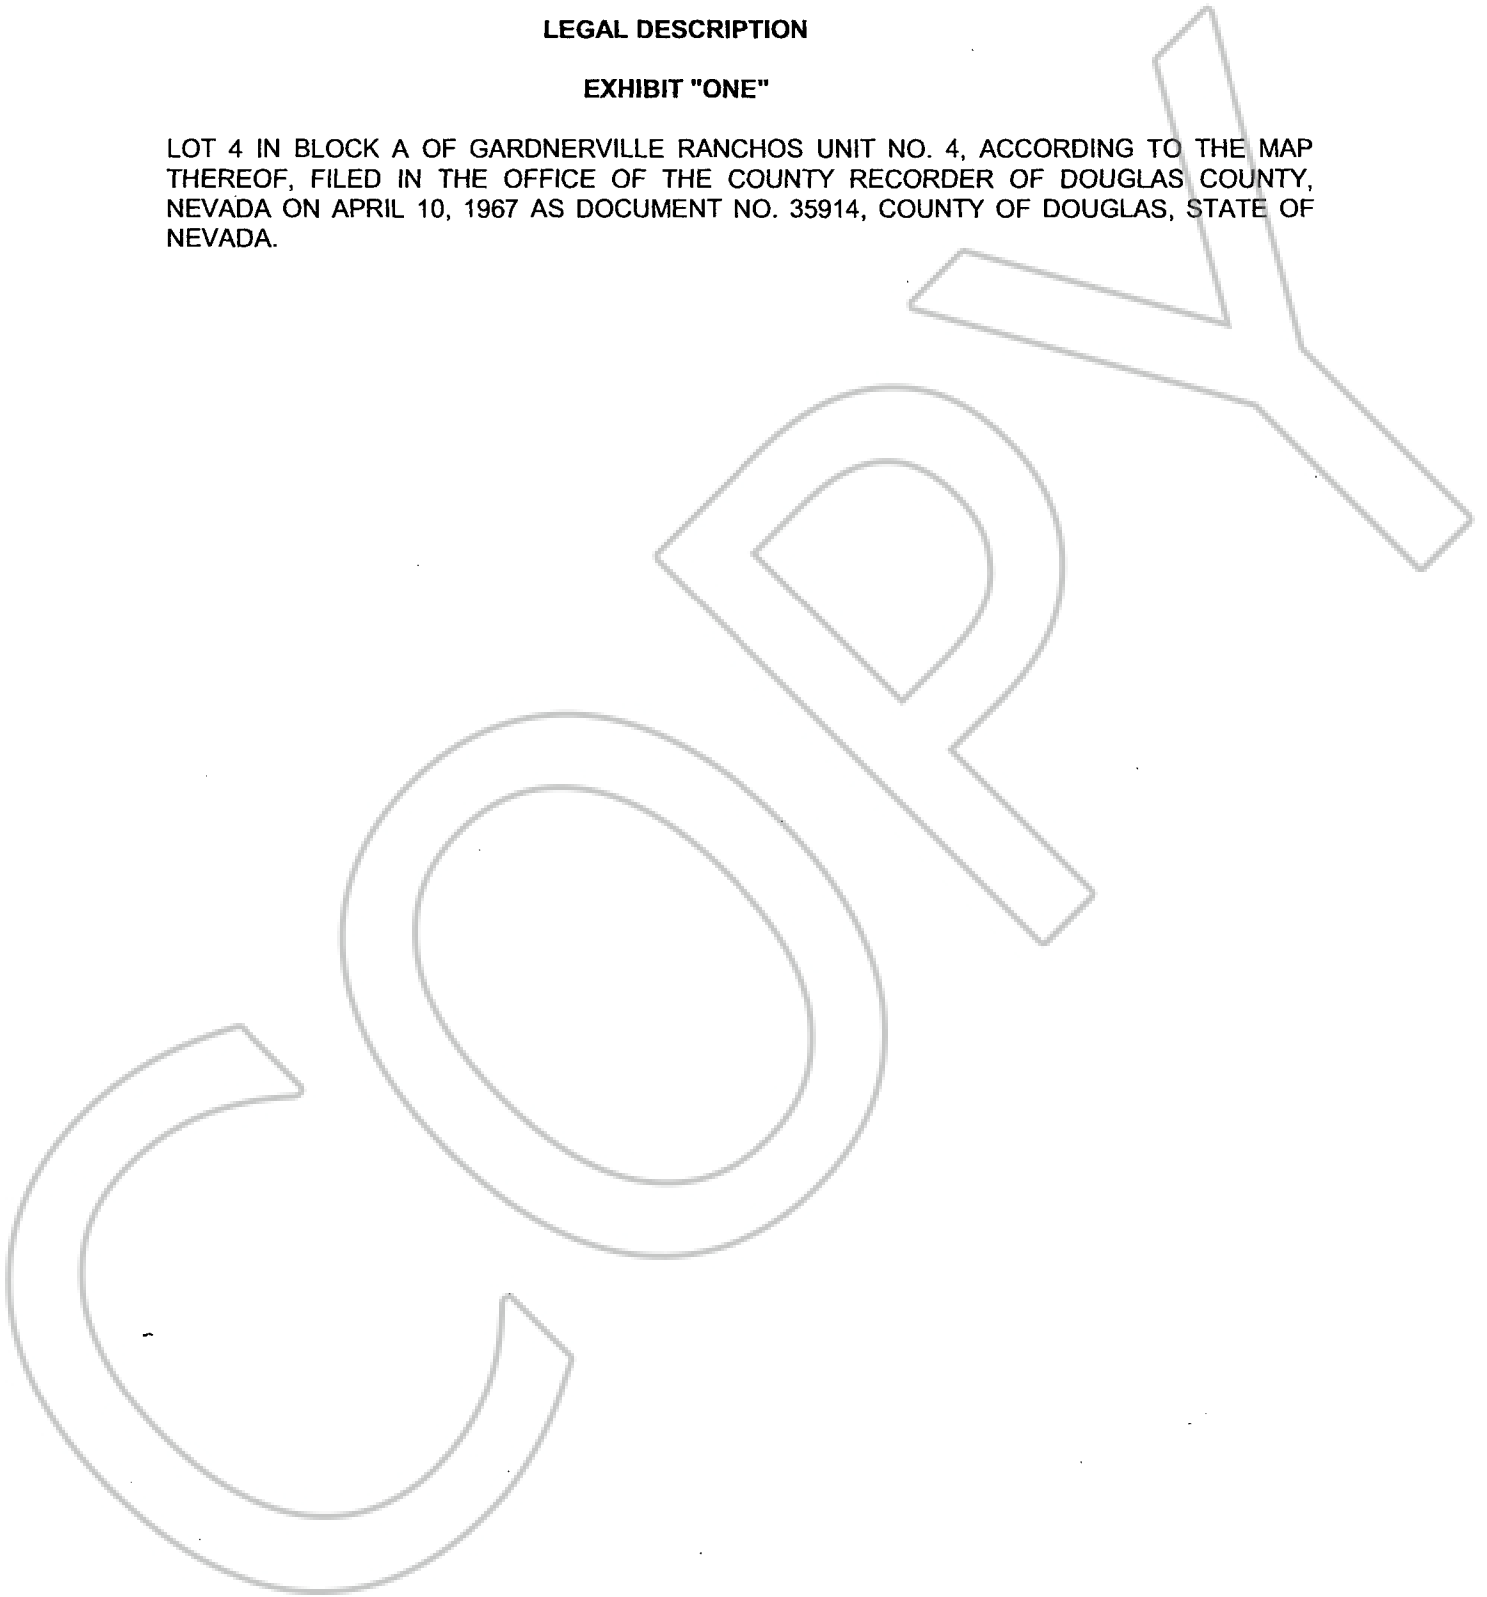 LEGAL DESCRIPTION
EXHIBIT "ONE"
LOT 4 IN BLOCK A OF GARDNERVILLE RANCHOS UNIT NO. 4, ACCORDING TO THE MAP
THEREOF, FILED IN THE OFFICE OF THE COUNTY RECORDER OF DOUGLAS COUNTY,
NEVADA ON APRIL 10, 1967 AS DOCUMENT NO. 35914, COUNTY OF DOUGLAS, STATE OF
NEVADA.
COPY